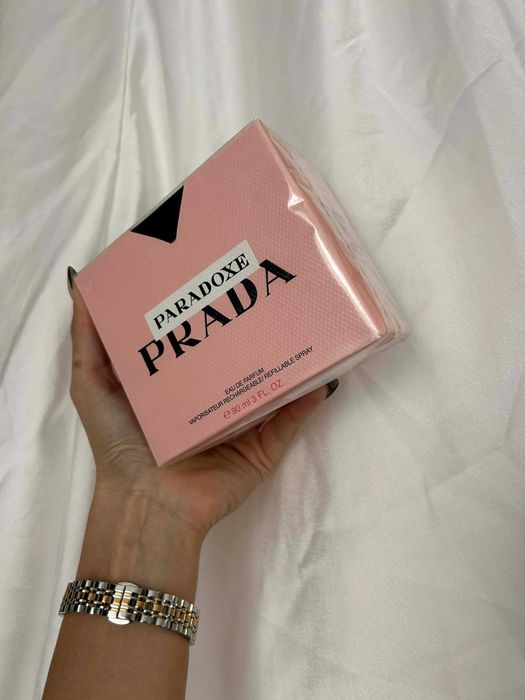 PARADOXE
PRADA
EAU DE PARFUM
VAPORISATEUR RECHARGEABLE/ REFILLABLE SPRAY
℮ 90 ml 3 FL. OZ